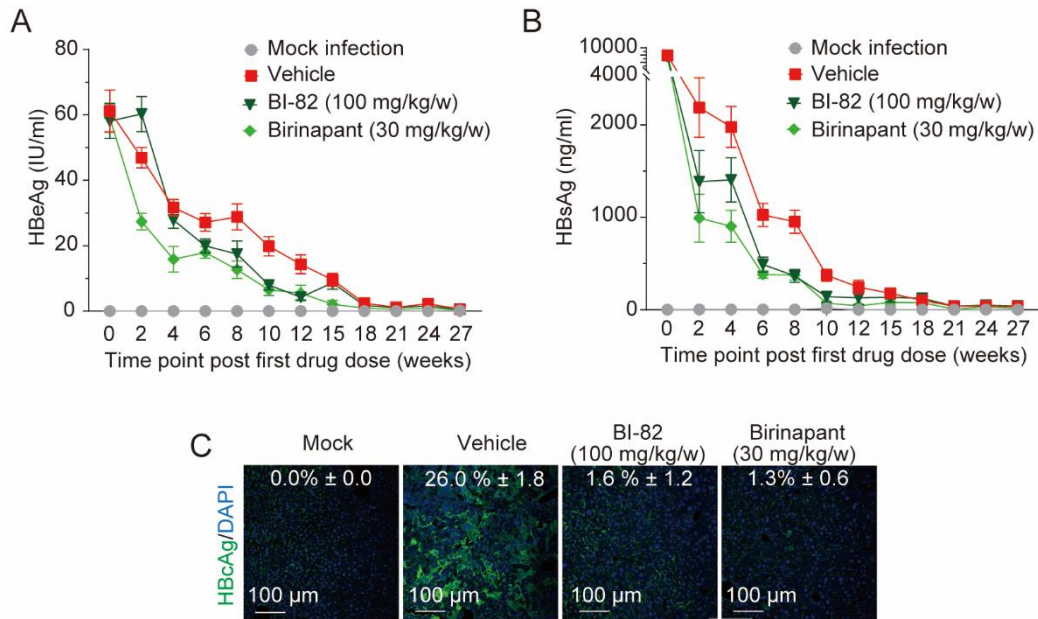 A
80
60
40
20
0
HBeAg (IU/ml)
Mock infection
Vehicle
BI-82 (100 mg/kg/w)
Birinapant (30 mg/kg/w)
0 2 4 6 8 10 12 15 18 21 24 27
Time point post first drug dose (weeks)
B
10000
4000
2000
1000
0
HBsAg (ng/ml)
Mock infection
Vehicle
BI-82 (100 mg/kg/w)
Birinapant (30 mg/kg/w)
0 2 4 6 8 10 12 15 18 21 24 27
Time point post first drug dose (weeks)
C
HBcAg/DAPI
Mock
0.0% ± 0.0
100 µm
Vehicle
26.0 % ± 1.8
100 µm
BI-82
(100 mg/kg/w)
1.6 % ± 1.2
100 µm
Birinapant
(30 mg/kg/w)
1.3% ± 0.6
100 µm